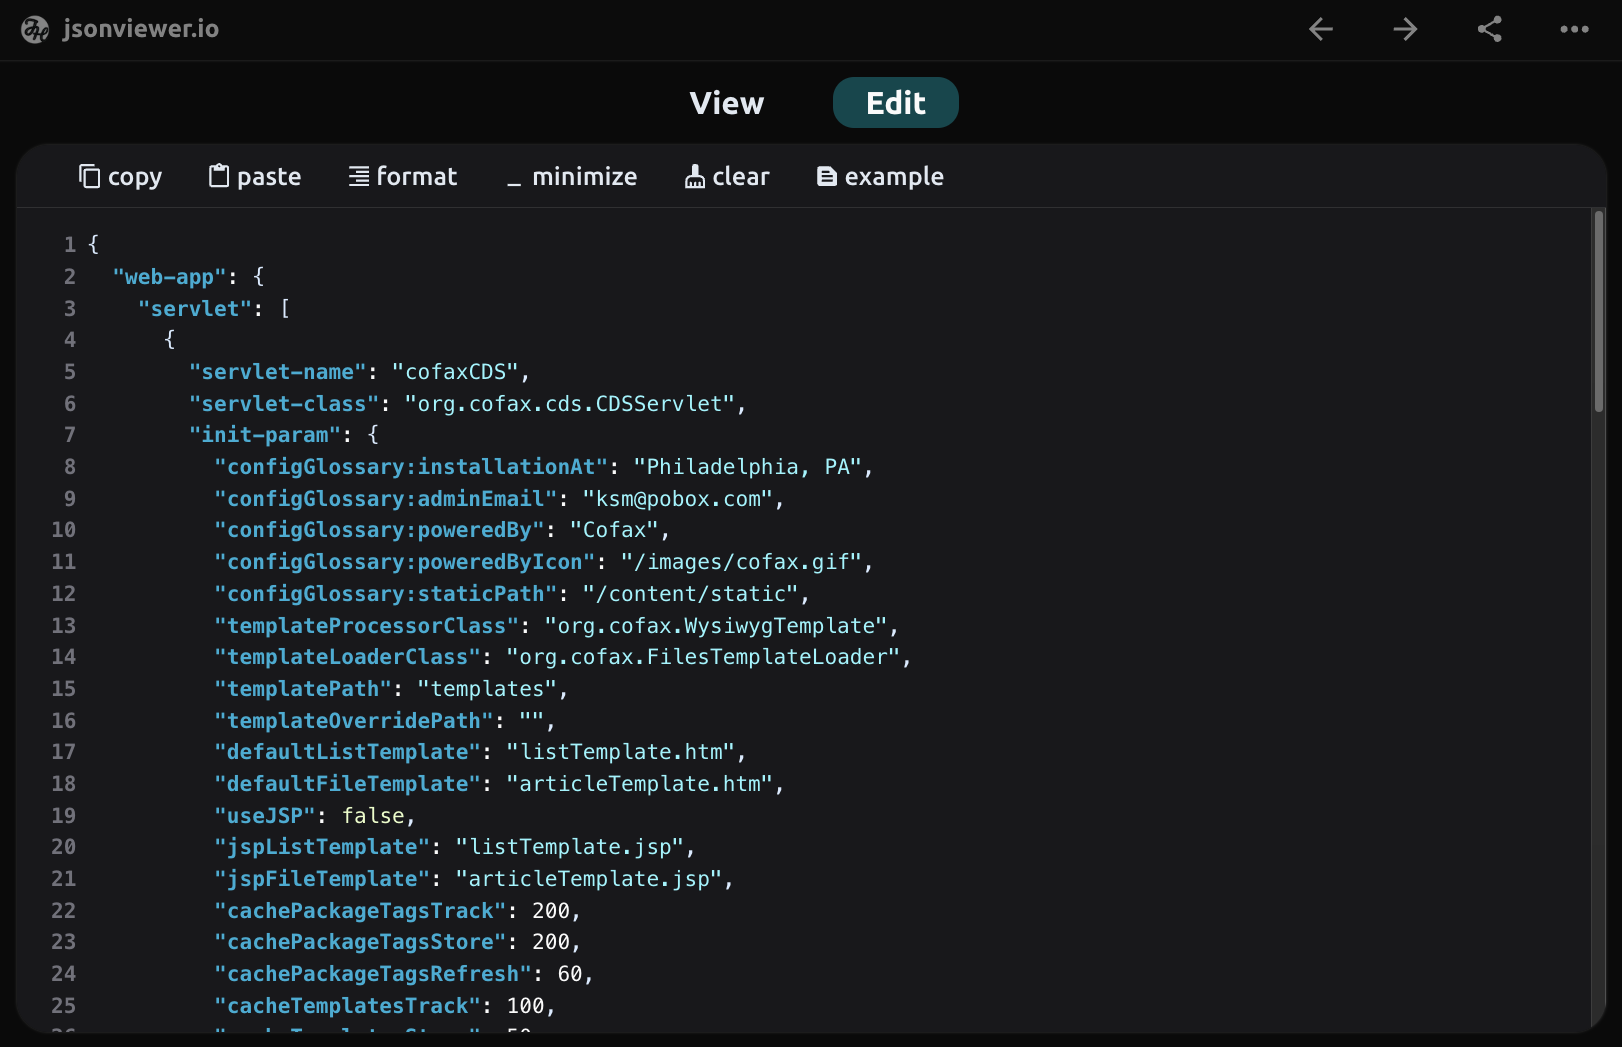 jsonviewer.io
View Edit
copy paste format minimize clear example
1 {
2 "web-app": {
3 "servlet": [
4 {
5 "servlet-name": "cofaxCDS",
6 "servlet-class": "org.cofax.cds.CDSServlet",
7 "init-param": {
8 "configGlossary:installationAt": "Philadelphia, PA",
9 "configGlossary:adminEmail": "ksm@pobox.com",
10 "configGlossary:poweredBy": "Cofax",
11 "configGlossary:poweredByIcon": "/images/cofax.gif",
12 "configGlossary:staticPath": "/content/static",
13 "templateProcessorClass": "org.cofax.WysiwygTemplate",
14 "templateLoaderClass": "org.cofax.FilesTemplateLoader",
15 "templatePath": "templates",
16 "templateOverridePath": "",
17 "defaultListTemplate": "listTemplate.htm",
18 "defaultFileTemplate": "articleTemplate.htm",
19 "useJSP": false,
20 "jspListTemplate": "listTemplate.jsp",
21 "jspFileTemplate": "articleTemplate.jsp",
22 "cachePackageTagsTrack": 200,
23 "cachePackageTagsStore": 200,
24 "cachePackageTagsRefresh": 60,
25 "cacheTemplatesTrack": 100,